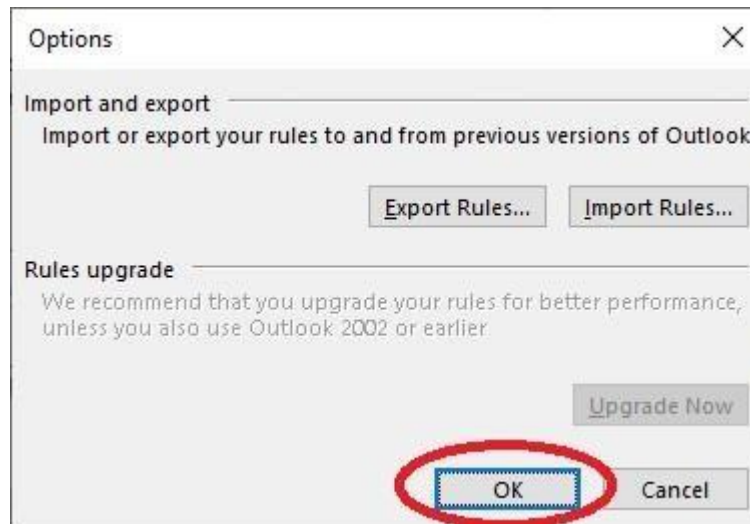 Options
Import and export
Import or export your rules to and from previous versions of Outlook
Export Rules...
Import Rules...
Rules upgrade
We recommend that you upgrade your rules for better performance,
unless you also use Outlook 2002 or earlier
Upgrade Now
OK
Cancel